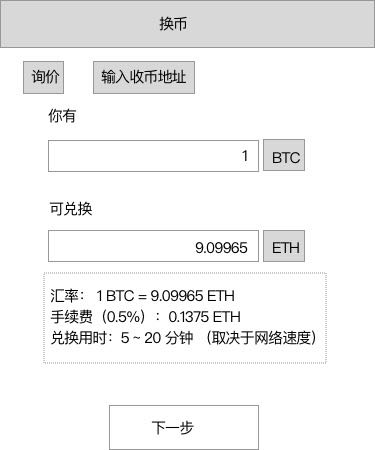 换币
询价
输入收币地址
你有
1
BTC
可兑换
9.09965
ETH
汇率： 1 BTC = 9.09965 ETH
手续费（0.5%）：0.1375 ETH
兑换用时：5 ~ 20 分钟 （取决于网络速度）
下一步